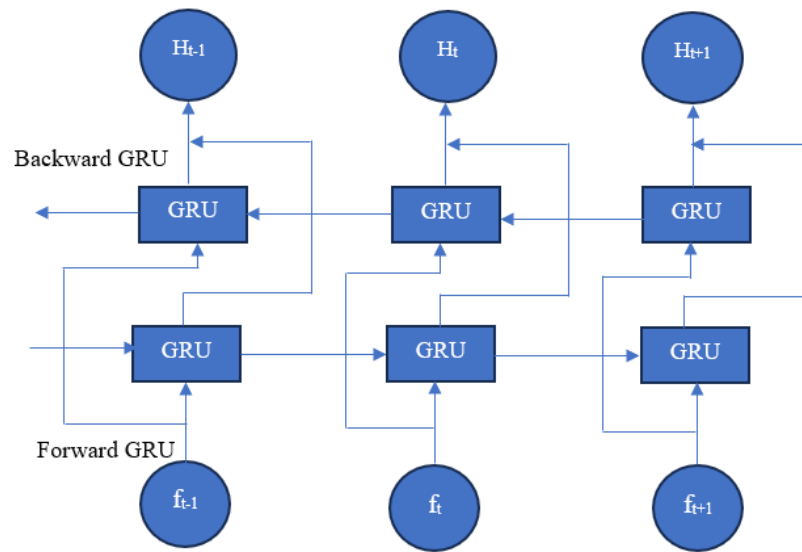 Ht-1 Ht Ht+1
Backward GRU
GRU GRU GRU
GRU GRU GRU
Forward GRU
ft-1 ft ft+1